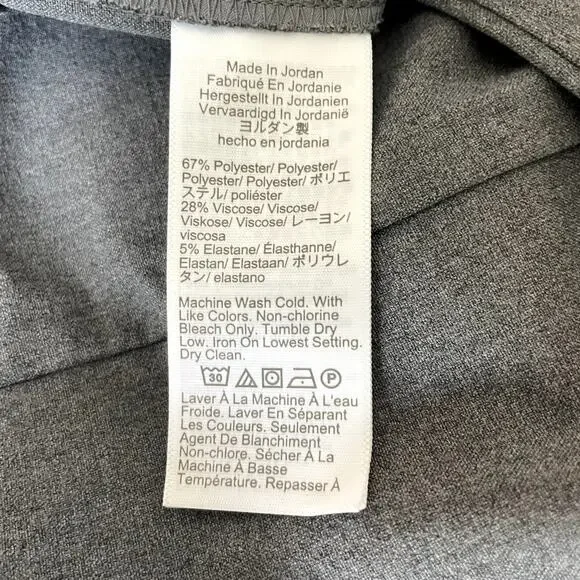 Made In Jordan
Fabriqué En Jordanie
Hergestellt In Jordanien
Vervaardigd In Jordanië
ヨルダン製
hecho en jordania
67% Polyester/ Polyester/
Polyester/ Polyester/ ポリエ
ステル/ poliéster
28% Viscose/ Viscose/
Viskose/ Viscose/ レーヨン/
viscosa
5% Elastane/ Élasthanne/
Elastan/ Elastaan/ ポリウレ
タン/ elastano
Machine Wash Cold. With
Like Colors. Non-chlorine
Bleach Only. Tumble Dry
Low. Iron On Lowest Setting.
Dry Clean.
30 P
Laver À La Machine À L'eau
Froide. Laver En Séparant
Les Couleurs. Seulement
Agent De Blanchiment
Non-chlore. Sécher À La
Machine À Basse
Température. Repasser À